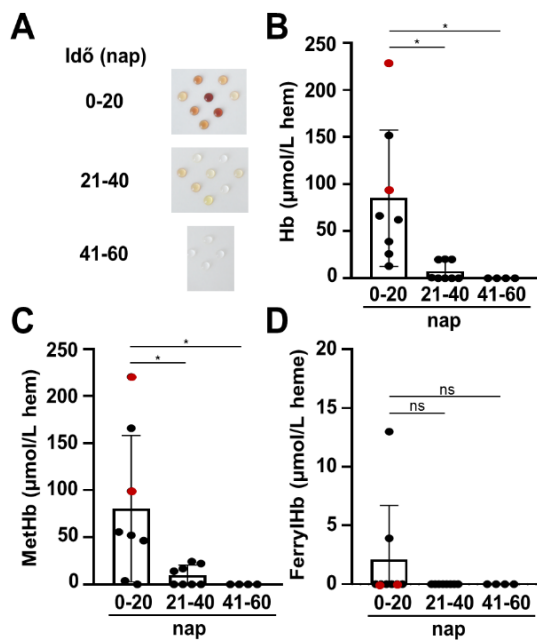 A
Idő (nap)
0-20
21-40
41-60
B
Hb (µmol/L hem)
250
200
150
100
50
0
*
*
0-20 21-40 41-60
nap
C
MetHb (µmol/L hem)
250
200
150
100
50
0
*
*
0-20 21-40 41-60
nap
D
FerrylHb (µmol/L heme)
20
15
10
5
0
ns
ns
0-20 21-40 41-60
nap